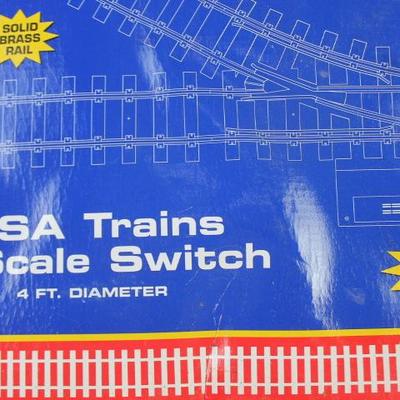 SOLID
BRASS
RAIL
SA Trains
Scale Switch
4 FT. DIAMETER